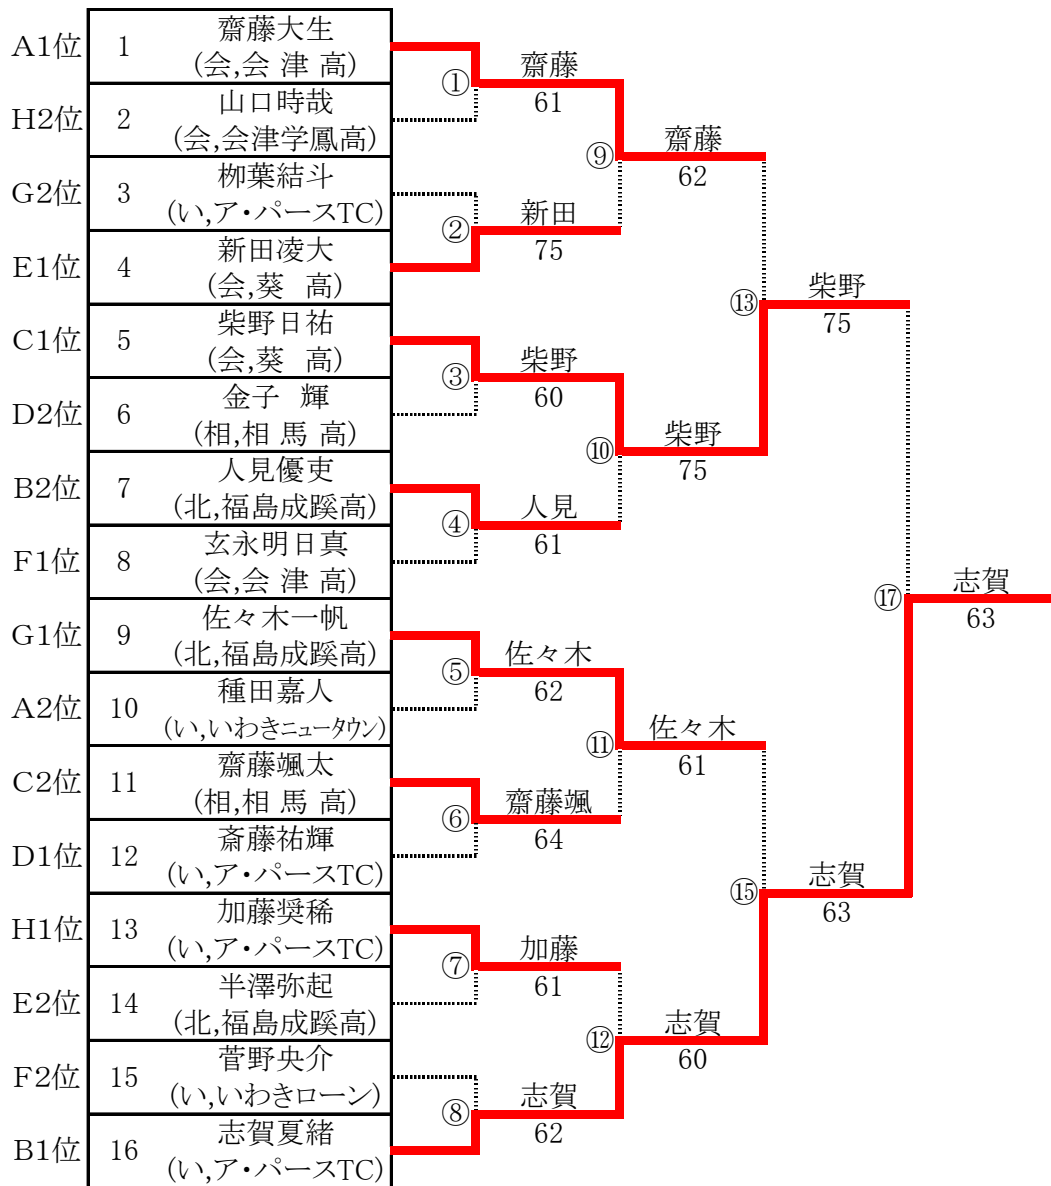 A1位 1 齋藤大生
(会,会 津 高)
H2位 2 山口時哉
(会,会津学鳳高)
G2位 3 栁葉結斗
(い,ア・パースTC)
E1位 4 新田凌大
(会,葵　高)
C1位 5 柴野日祐
(会,葵　高)
D2位 6 金子　輝
(相,相 馬 高)
B2位 7 人見優吏
(北,福島成蹊高)
F1位 8 玄永明日真
(会,会 津 高)
G1位 9 佐々木一帆
(北,福島成蹊高)
A2位 10 種田嘉人
(い,いわきニュータウン)
C2位 11 齋藤颯太
(相,相 馬 高)
D1位 12 斎藤祐輝
(い,ア・パースTC)
H1位 13 加藤奨稀
(い,ア・パースTC)
E2位 14 半澤弥起
(北,福島成蹊高)
F2位 15 菅野央介
(い,いわきローン)
B1位 16 志賀夏緒
(い,ア・パースTC)
① 齋藤
61
② 新田
75
③ 柴野
60
④ 人見
61
⑤ 佐々木
62
⑥ 齋藤颯
64
⑦ 加藤
61
⑧ 志賀
62
⑨ 齋藤
62
⑩ 柴野
75
⑪ 佐々木
61
⑫ 志賀
60
⑬ 柴野
75
⑮ 志賀
63
⑰ 志賀
63